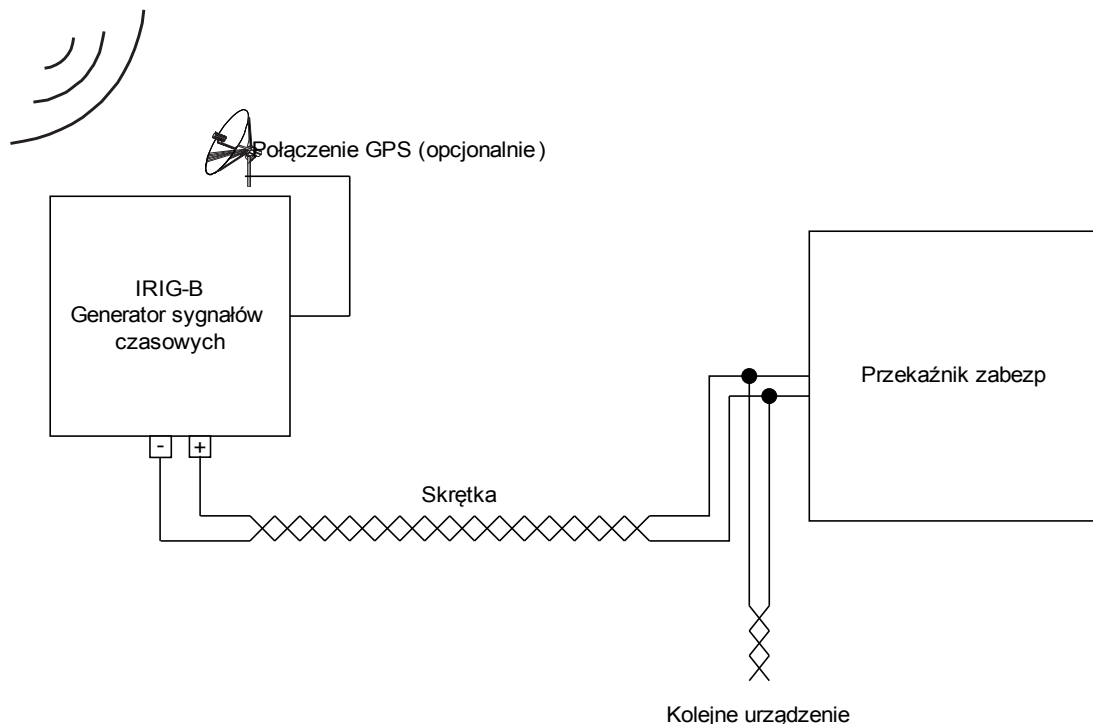 Połączenie GPS (opcjonalnie)
IRIG-B
Generator sygnałów
czasowych
Przekaźnik zabezp
- +
Skrętka
Kolejne urządzenie